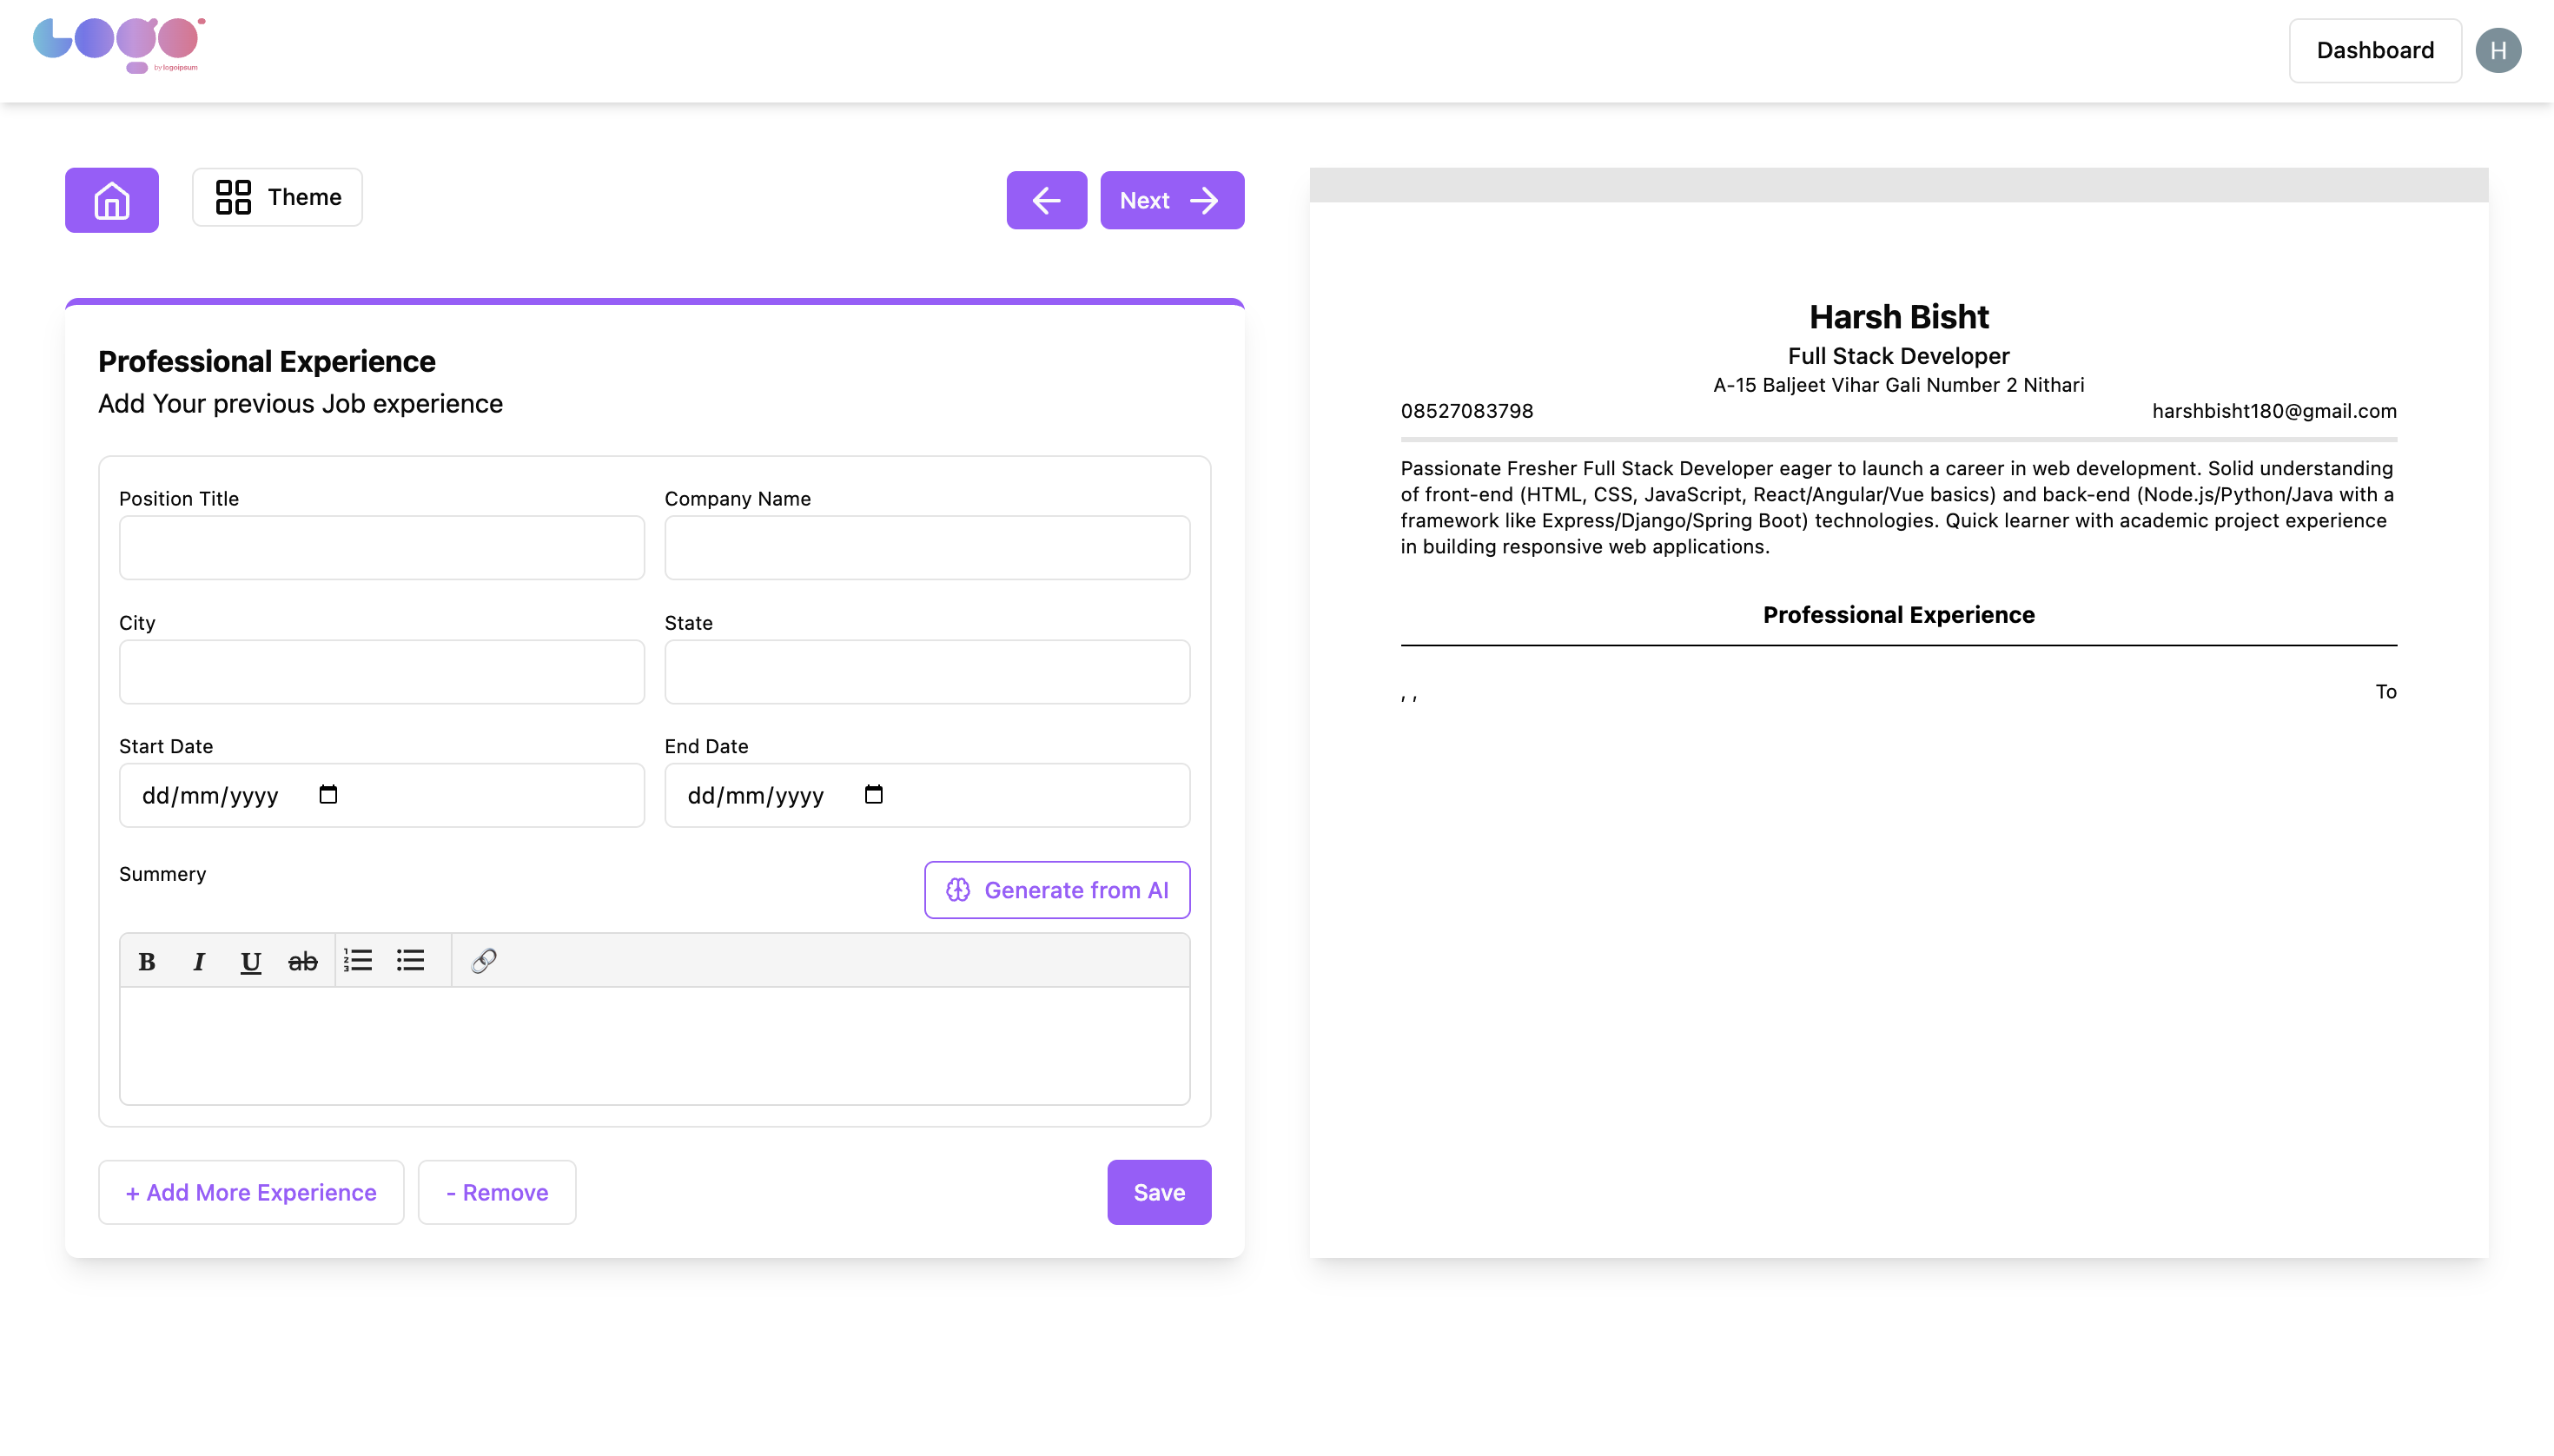 LOGO
by logoipsum
Dashboard
H
Theme
Next
Professional Experience
Add Your previous Job experience
Position Title
Company Name
City
State
Start Date
End Date
dd/mm/yyyy
dd/mm/yyyy
Summery
Generate from AI
B I U ab
+ Add More Experience
- Remove
Save
Harsh Bisht
Full Stack Developer
A-15 Baljeet Vihar Gali Number 2 Nithari
08527083798
harshbisht180@gmail.com
Passionate Fresher Full Stack Developer eager to launch a career in web development. Solid understanding
of front-end (HTML, CSS, JavaScript, React/Angular/Vue basics) and back-end (Node.js/Python/Java with a
framework like Express/Django/Spring Boot) technologies. Quick learner with academic project experience
in building responsive web applications.
Professional Experience
, ,
To